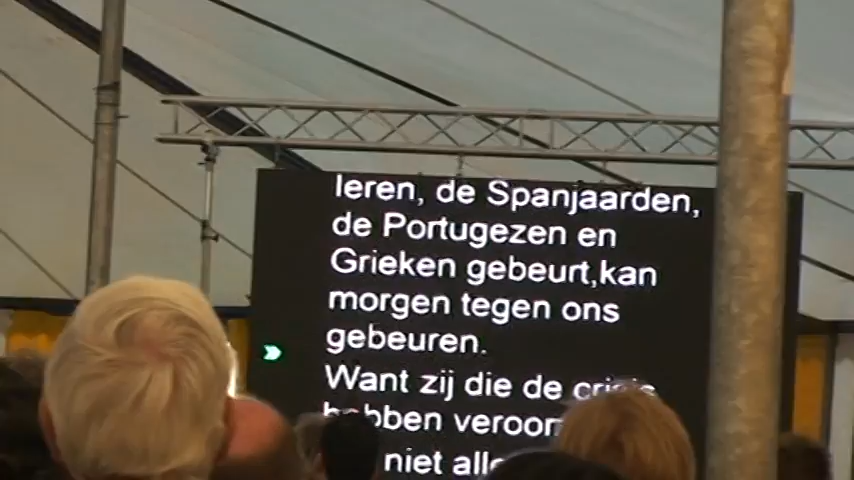 leren, de Spanjaarden,
de Portugezen en
Grieken gebeurt,kan
morgen tegen ons
gebeuren.
Want zij die de crisis
hebben
niet